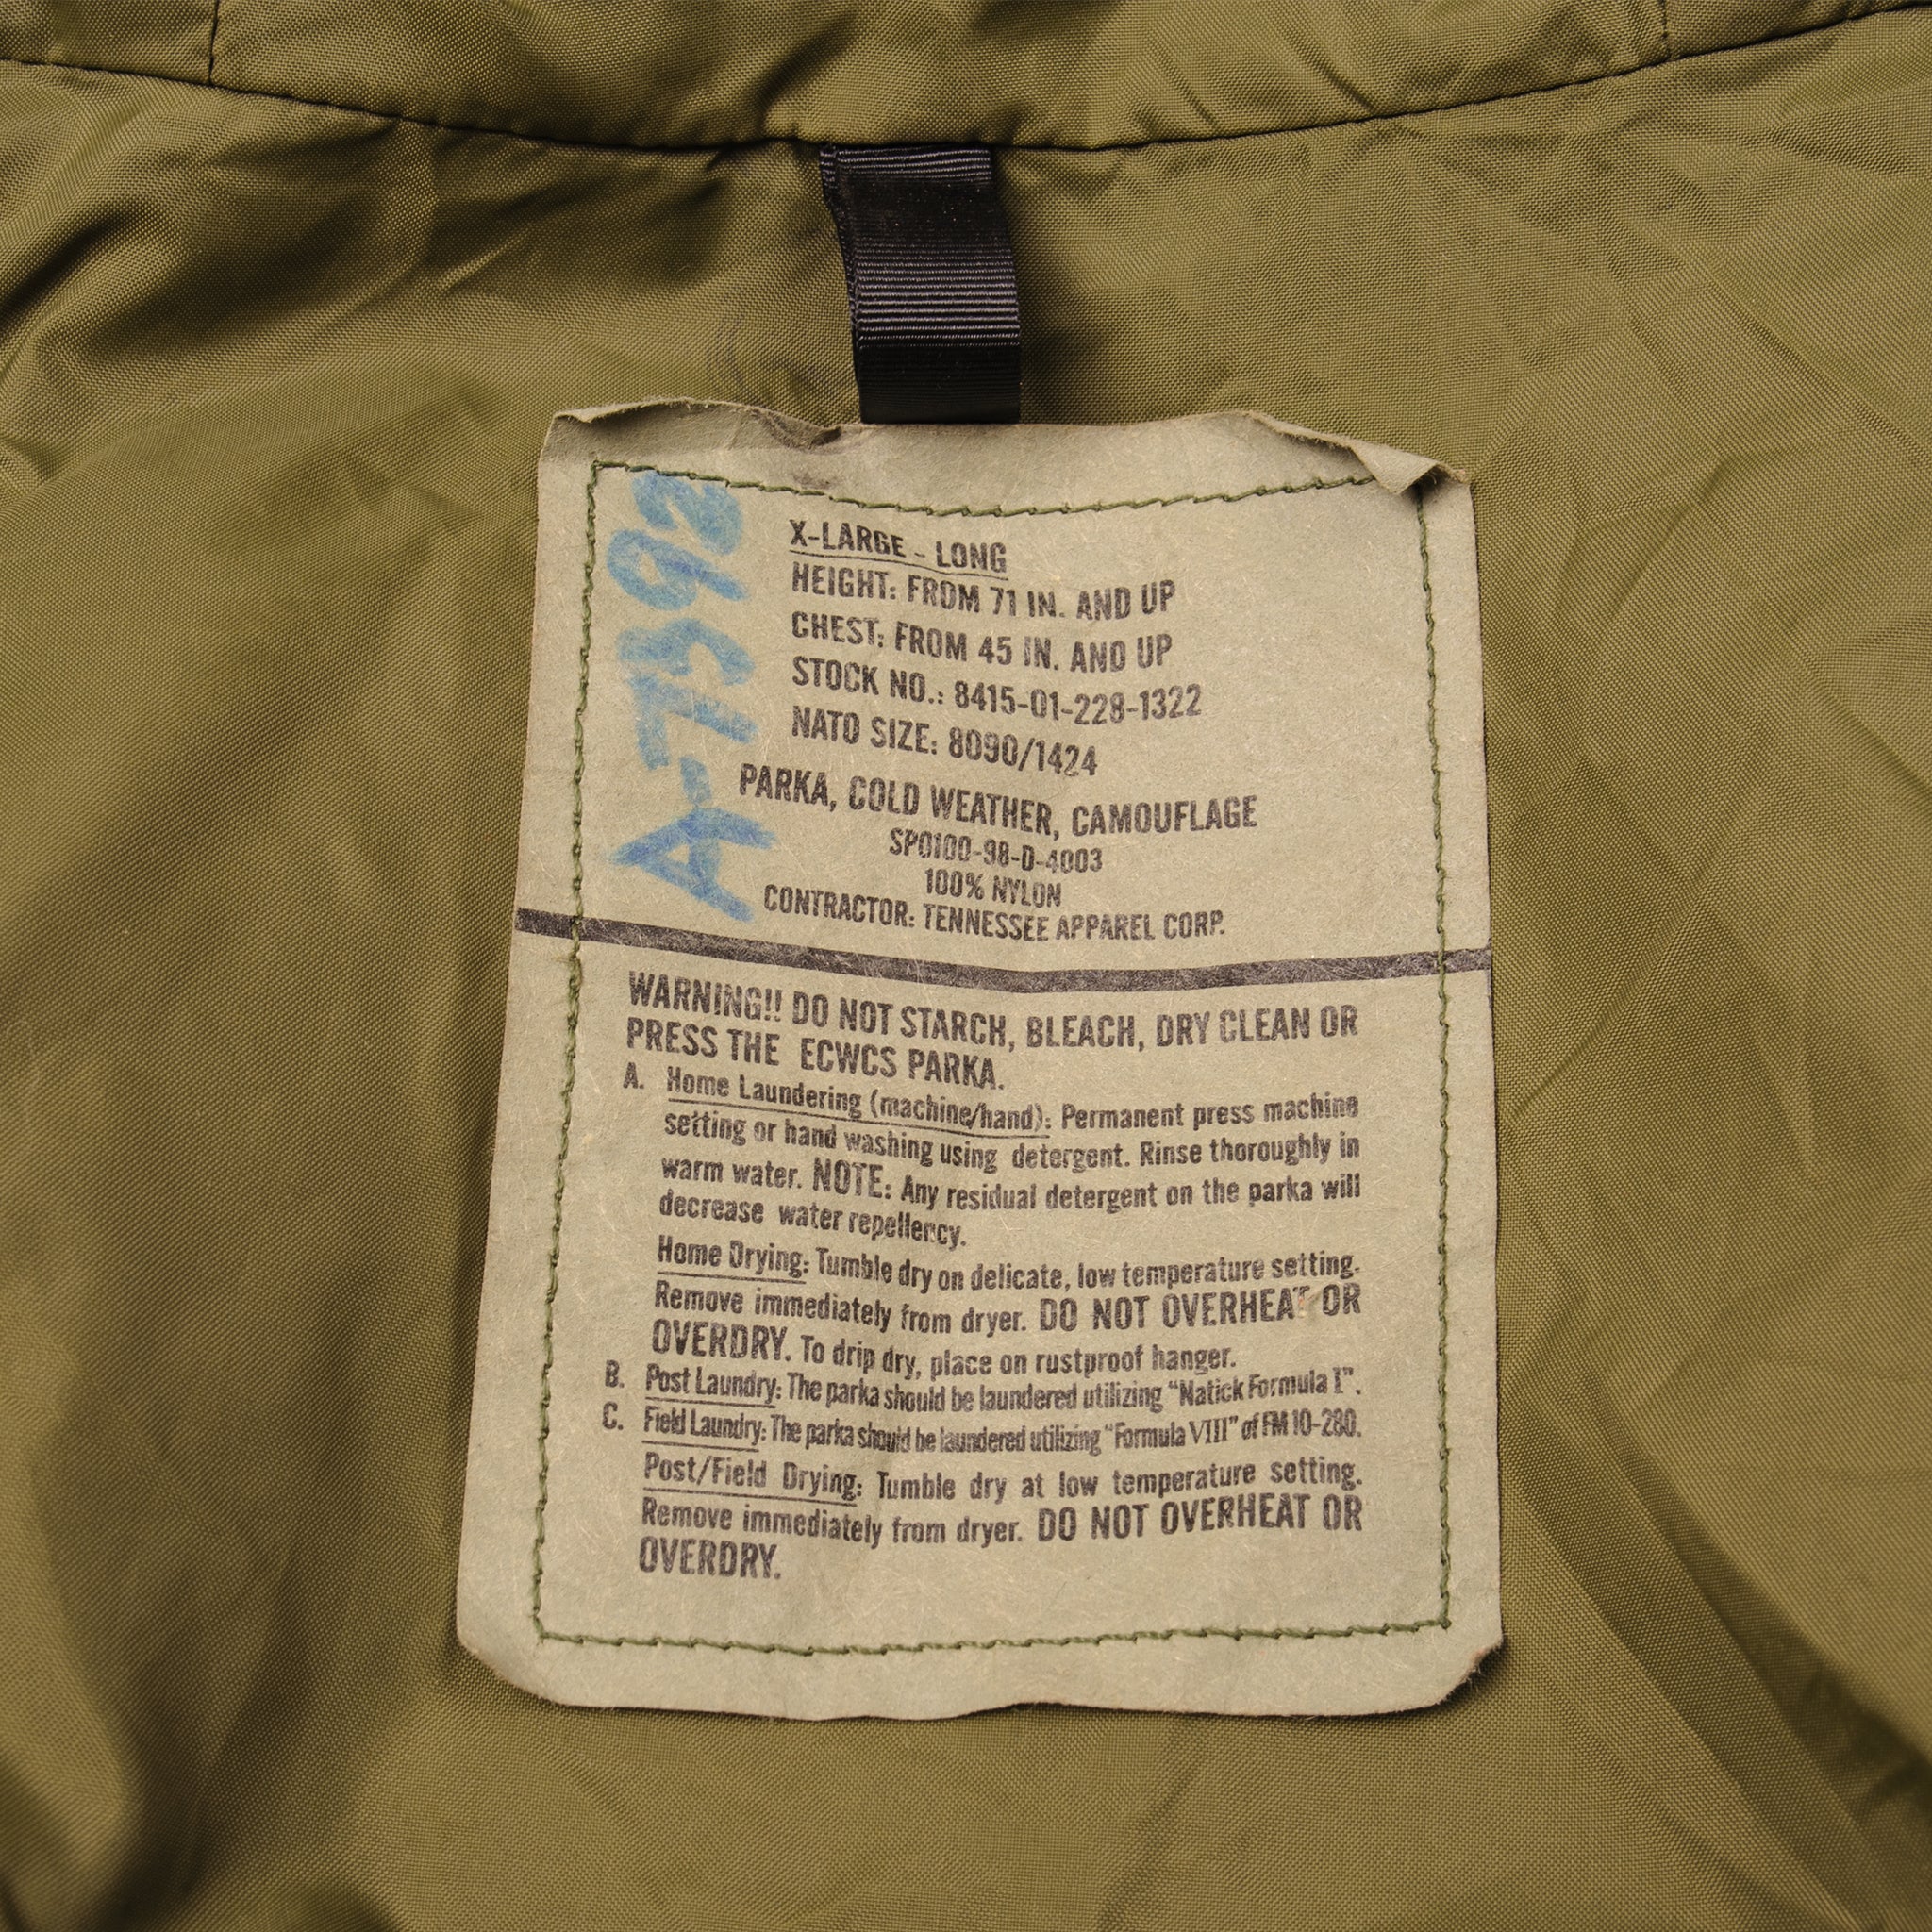 A-7392
X-LARGE - LONG
HEIGHT: FROM 71 IN. AND UP
CHEST: FROM 45 IN. AND UP
STOCK NO.: 8415-01-228-1322
NATO SIZE: 8090/1424
PARKA, COLD WEATHER, CAMOUFLAGE
SPO100-98-D-4003
100% NYLON
CONTRACTOR: TENNESSEE APPAREL CORP.
WARNING!! DO NOT STARCH, BLEACH, DRY CLEAN OR
PRESS THE ECWCS PARKA.
A. Home Laundering (machine/hand): Permanent press machine
setting or hand washing using detergent. Rinse thoroughly in
warm water. NOTE: Any residual detergent on the parka will
decrease water repellency.
Home Drying: Tumble dry on delicate, low temperature setting.
Remove immediately from dryer. DO NOT OVERHEAT OR
OVERDRY. To drip dry, place on rustproof hanger.
B. Post Laundry: The parka should be laundered utilizing "Natick Formula I".
C. Field Laundry: The parka should be laundered utilizing "Formula VIII" of FM 10-280.
Post/Field Drying: Tumble dry at low temperature setting.
Remove immediately from dryer. DO NOT OVERHEAT OR
OVERDRY.